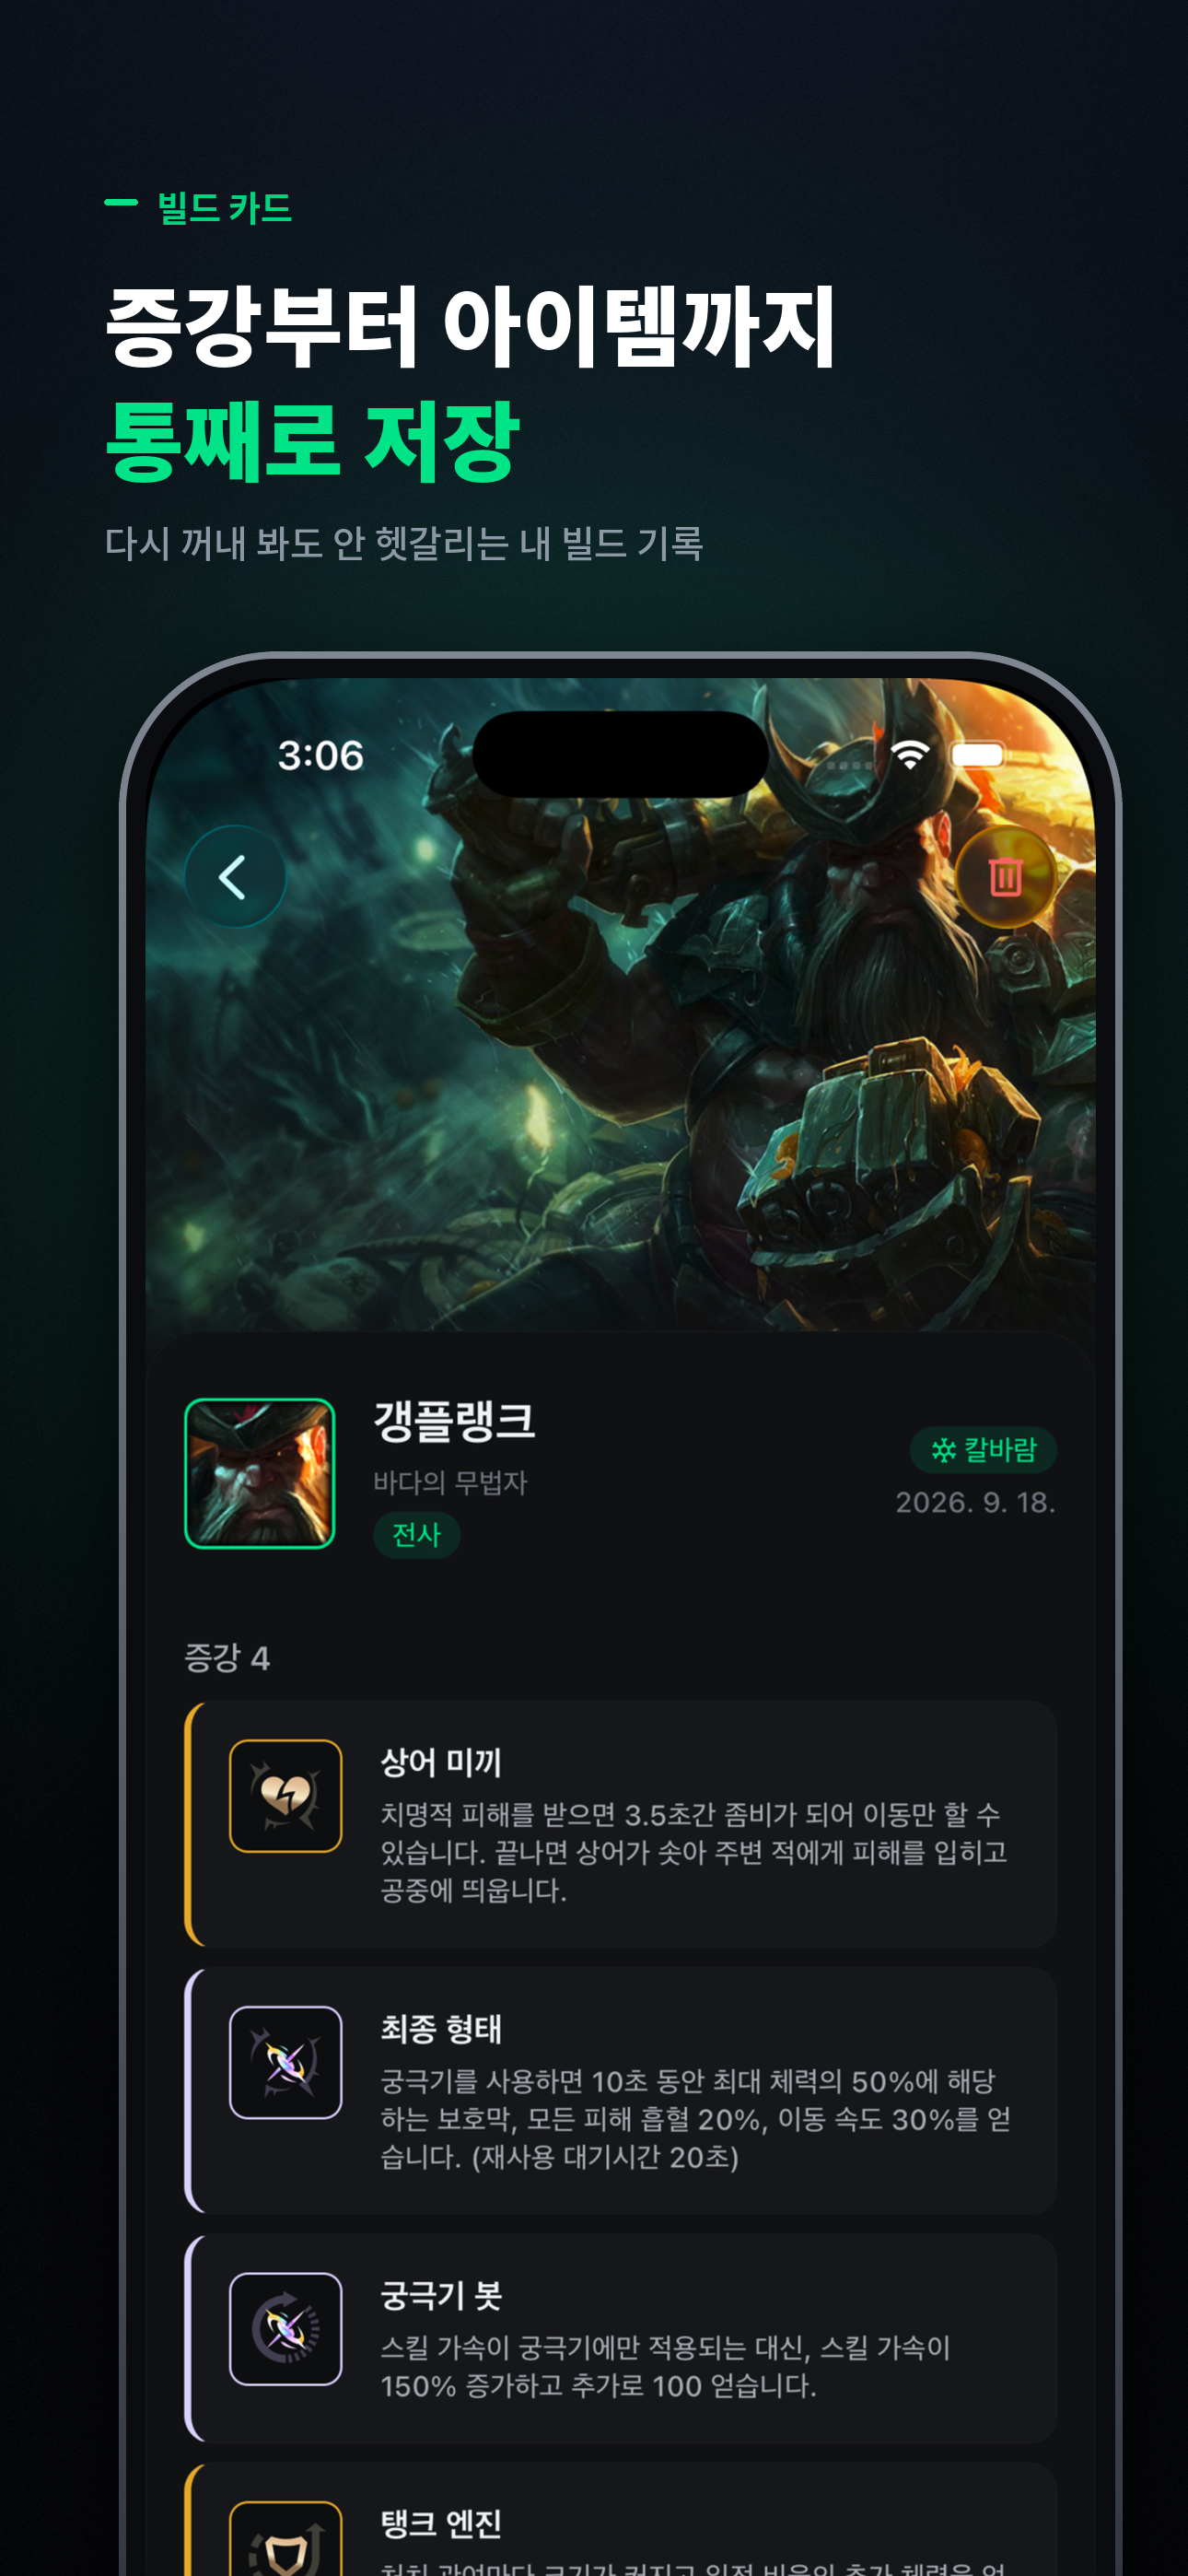 빌드 카드
증강부터 아이템까지
통째로 저장
다시 꺼내 봐도 안 헷갈리는 내 빌드 기록
3:06
갱플랭크
바다의 무법자
전사
칼바람
2026. 9. 18.
증강 4
상어 미끼
치명적 피해를 받으면 3.5초간 좀비가 되어 이동만 할 수
있습니다. 끝나면 상어가 솟아 주변 적에게 피해를 입히고
공중에 띄웁니다.
최종 형태
궁극기를 사용하면 10초 동안 최대 체력의 50%에 해당
하는 보호막, 모든 피해 흡혈 20%, 이동 속도 30%를 얻
습니다. (재사용 대기시간 20초)
궁극기 봇
스킬 가속이 궁극기에만 적용되는 대신, 스킬 가속이
150% 증가하고 추가로 100 얻습니다.
탱크 엔진